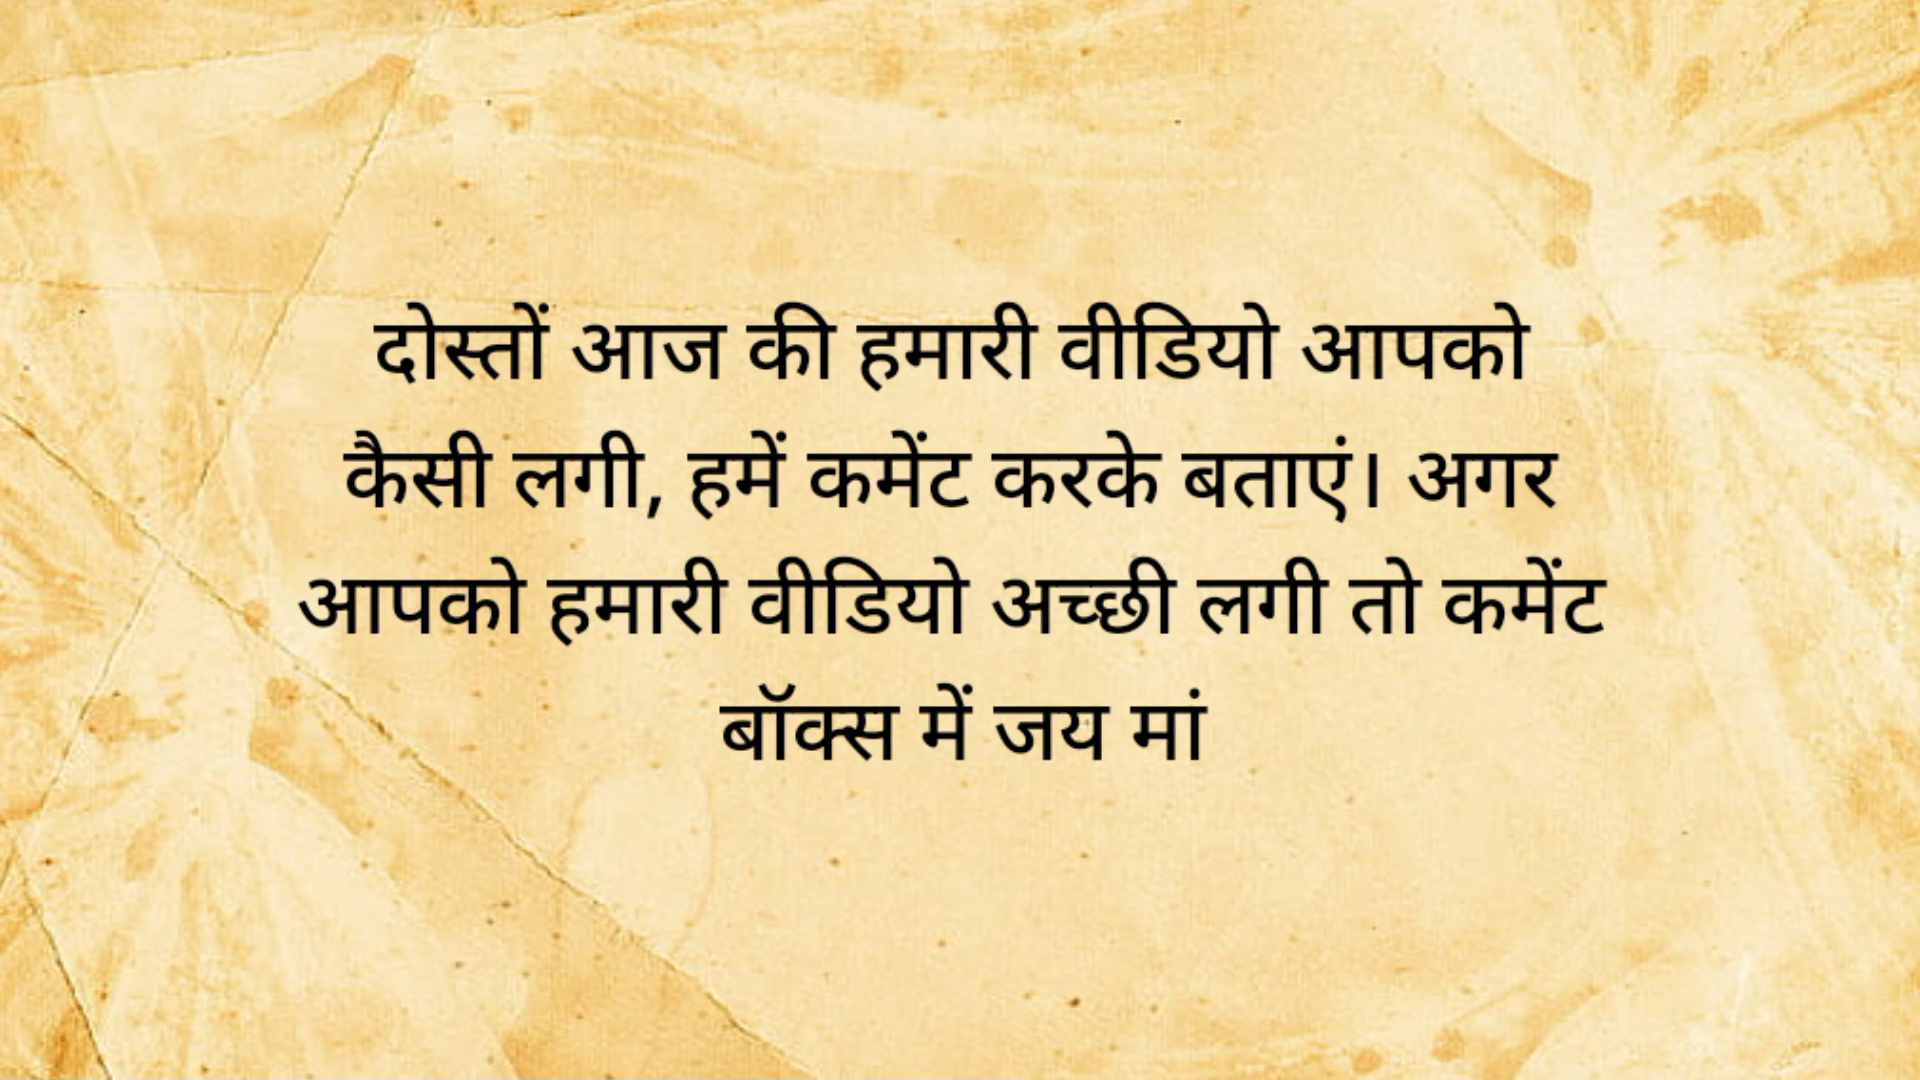 दोस्तों आज की हमारी वीडियो आपको
कैसी लगी, हमें कमेंट करके बताएं। अगर
आपको हमारी वीडियो अच्छी लगी तो कमेंट
बॉक्स में जय मां